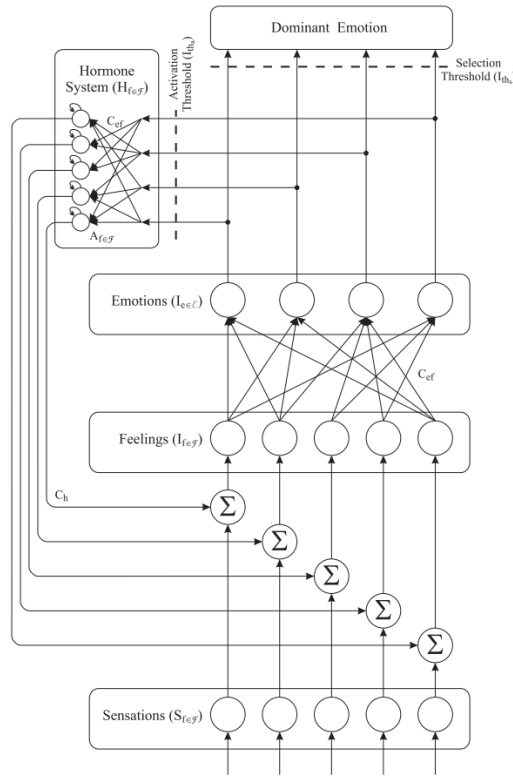 Dominant Emotion
Hormone
System (H_{f∈ℱ})
Activation
Threshold (I_{th_a})
Selection
Threshold (I_{th_s})
C_{ef}
A_{f∈ℱ}
Emotions (I_{e∈ℰ})
C_{ef}
Feelings (I_{f∈ℱ})
C_h
Σ
Σ
Σ
Σ
Σ
Sensations (S_{f∈ℱ})